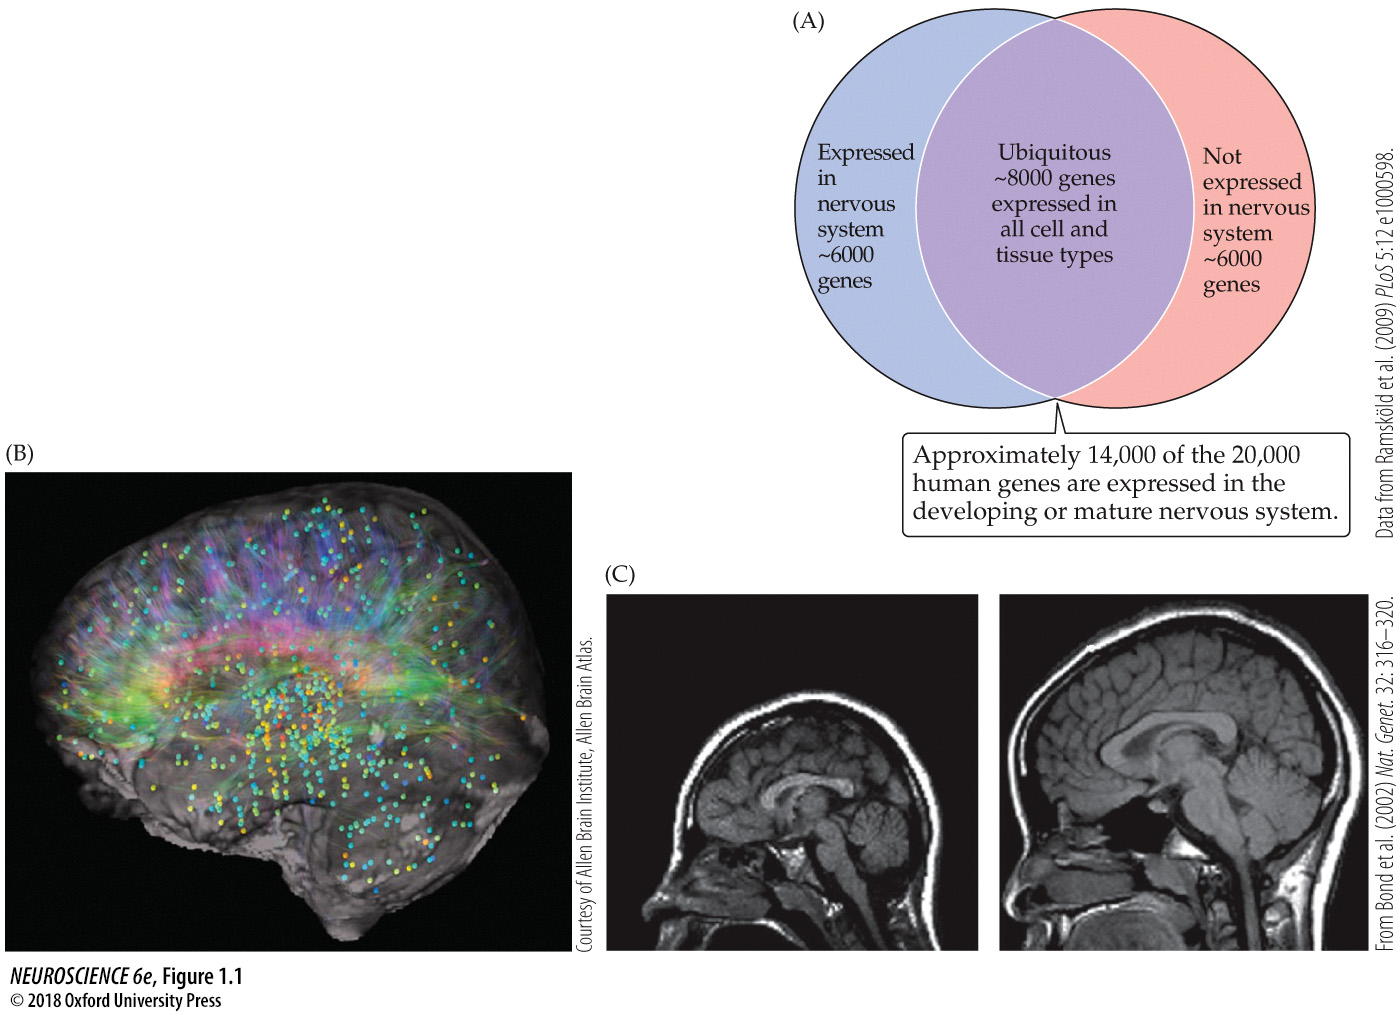 (A)
Expressed
in
nervous
system
~6000
genes
Ubiquitous
~8000 genes
expressed in
all cell and
tissue types
Not
expressed
in nervous
system
~6000
genes
Approximately 14,000 of the 20,000
human genes are expressed in the
developing or mature nervous system.
Data from Ramsköld et al. (2009) PLoS 5:12 e1000598.
(B)
Courtesy of Allen Brain Institute, Allen Brain Atlas.
(C)
From Bond et al. (2002) Nat. Genet. 32: 316–320.
NEUROSCIENCE 6e, Figure 1.1
© 2018 Oxford University Press